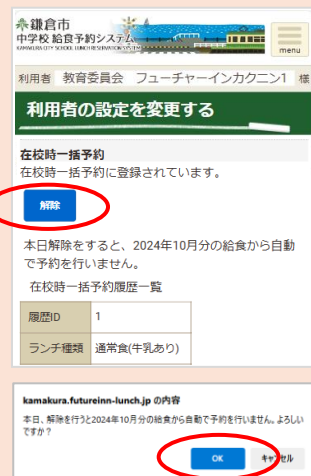 鎌倉市
中学校 給食予約システム
KAMAKURA CITY SCHOOL LUNCH RESERVATION SYSTEM
menu
利用者 教育委員会 フューチャーインカクニン1 様
利用者の設定を変更する
在校時一括予約
在校時一括予約に登録されています。
解除
本日解除をすると、2024年10月分の給食から自動
で予約を行いません。
在校時一括予約履歴一覧
履歴ID 1
ランチ種類 通常食(牛乳あり)
kamakura.futureinn-lunch.jp の内容
本日、解除を行うと2024年10月分の給食から自動で予約を行いません。よろしい
ですか？
OK キャンセル